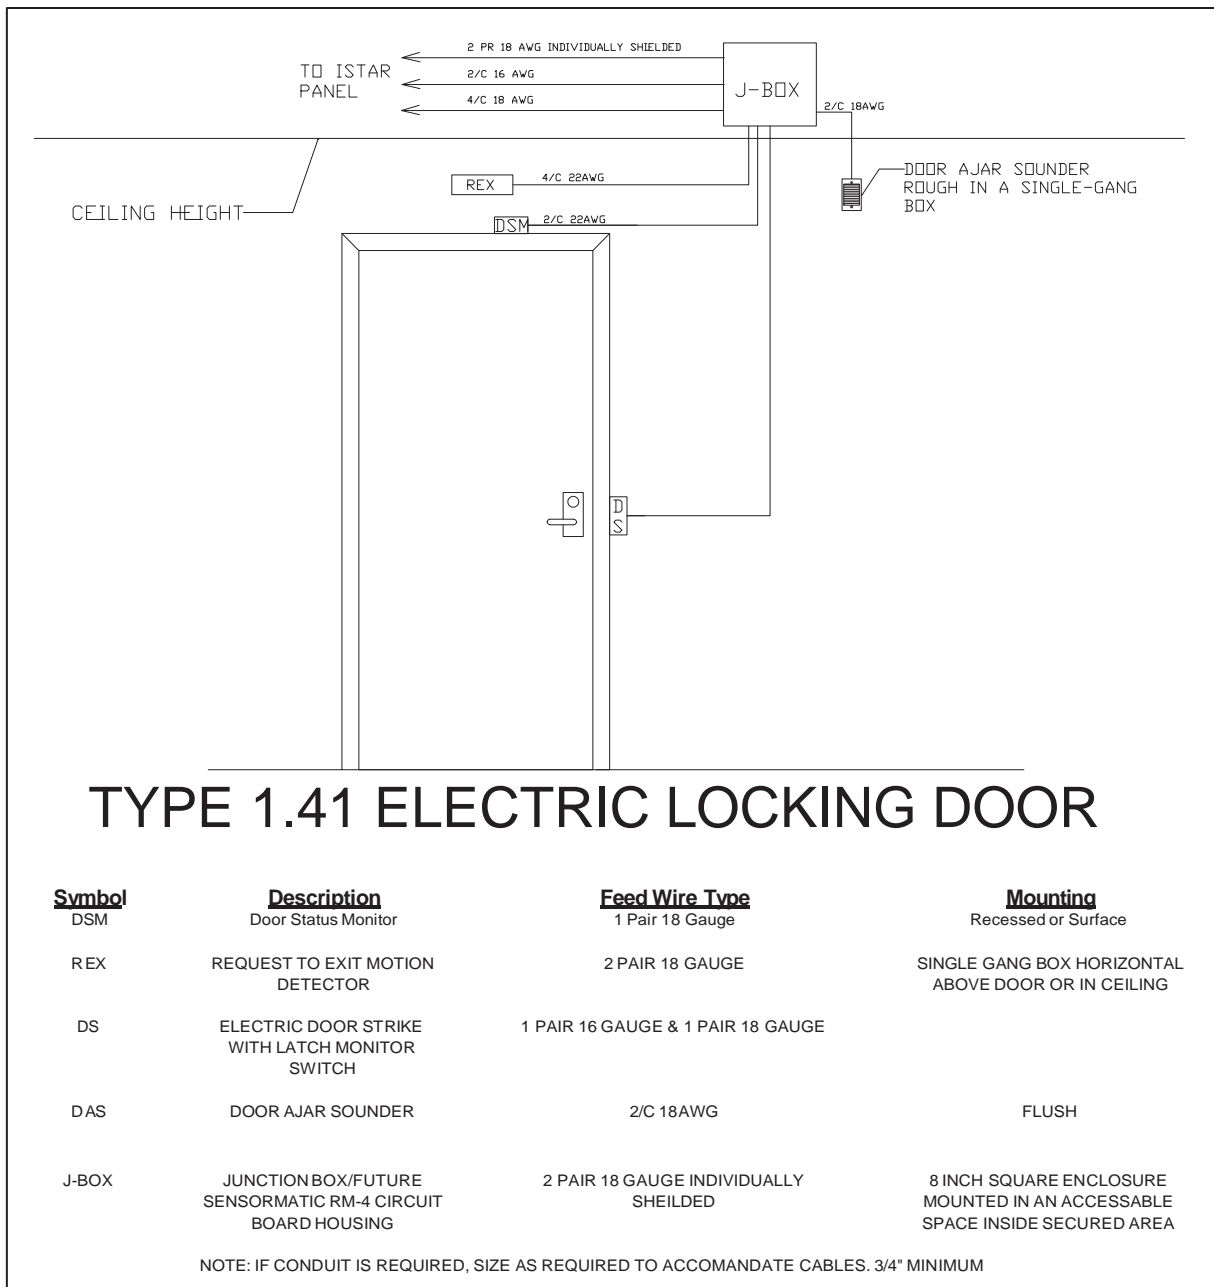 2 PR 18 AWG INDIVIDUALLY SHIELDED
TO ISTAR
PANEL
2/C 16 AWG
4/C 18 AWG
J-BOX
2/C 18AWG
REX
4/C 22AWG
DOOR AJAR SOUNDER
ROUGH IN A SINGLE-GANG
BOX
CEILING HEIGHT
DSM
2/C 22AWG
D
S
TYPE 1.41 ELECTRIC LOCKING DOOR
Symbol Description Feed Wire Type Mounting
DSM Door Status Monitor 1 Pair 18 Gauge Recessed or Surface
REX REQUEST TO EXIT MOTION 2 PAIR 18 GAUGE SINGLE GANG BOX HORIZONTAL
DETECTOR ABOVE DOOR OR IN CEILING
DS ELECTRIC DOOR STRIKE 1 PAIR 16 GAUGE & 1 PAIR 18 GAUGE
WITH LATCH MONITOR
SWITCH
DAS DOOR AJAR SOUNDER 2/C 18AWG FLUSH
J-BOX JUNCTION BOX/FUTURE 2 PAIR 18 GAUGE INDIVIDUALLY 8 INCH SQUARE ENCLOSURE
SENSORMATIC RM-4 CIRCUIT SHEILDED MOUNTED IN AN ACCESSABLE
BOARD HOUSING SPACE INSIDE SECURED AREA
NOTE: IF CONDUIT IS REQUIRED, SIZE AS REQUIRED TO ACCOMANDATE CABLES. 3/4" MINIMUM